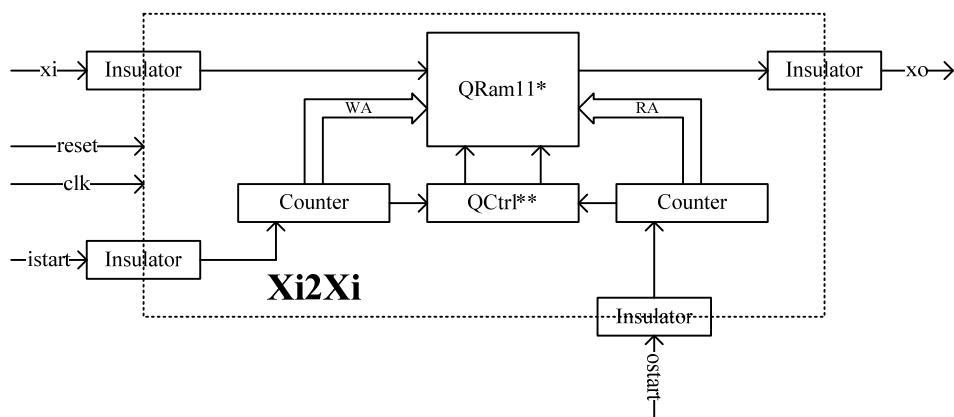 xi
Insulator
QRam11*
Insulator
xo
WA
RA
reset
clk
Counter
QCtrl**
Counter
istart
Insulator
Xi2Xi
Insulator
ostart